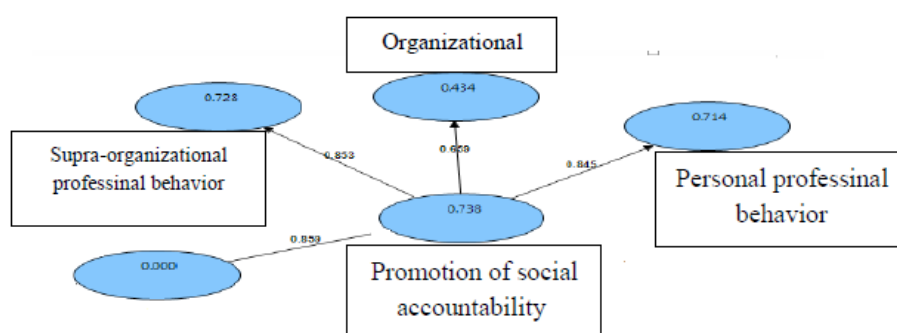 Organizational
0.434
0.728
0.714
Supra-organizational
professinal behavior
0.853
0.659
0.845
Personal professinal
behavior
0.738
0.859
0.000
Promotion of social
accountability